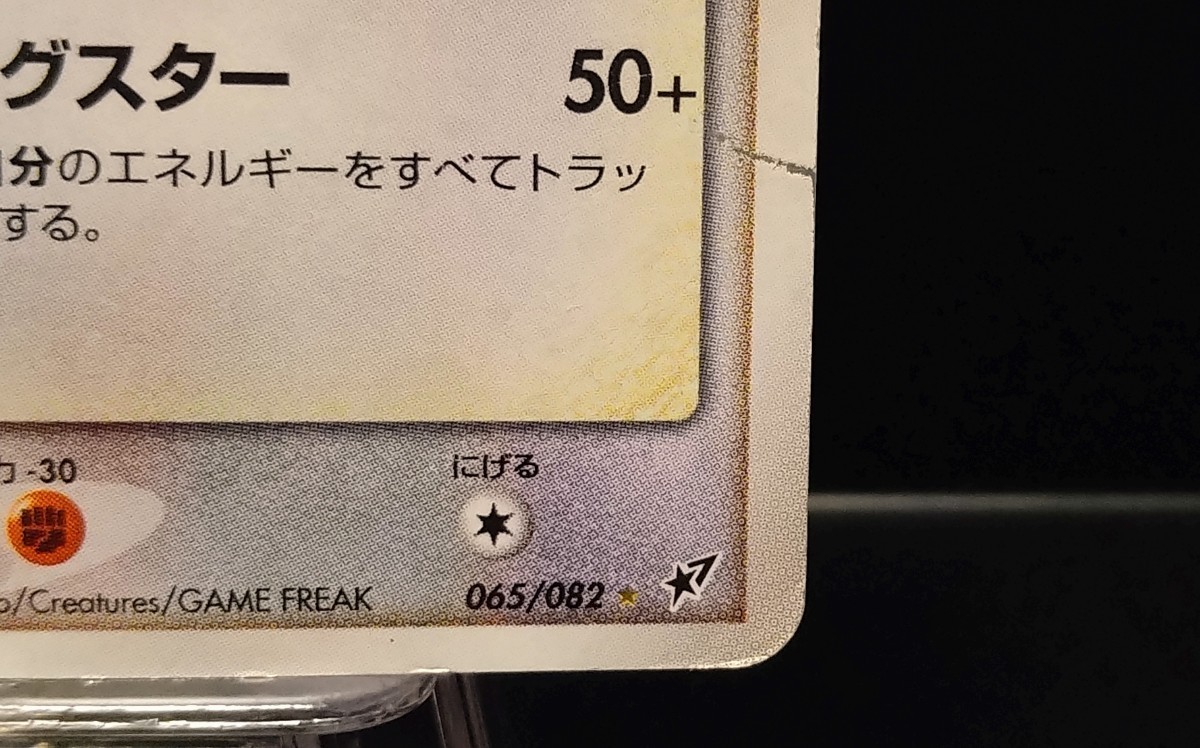 グスター 50+
分のエネルギーをすべてトラッ
する。
力 -30 にげる
/Creatures/GAME FREAK 065/082